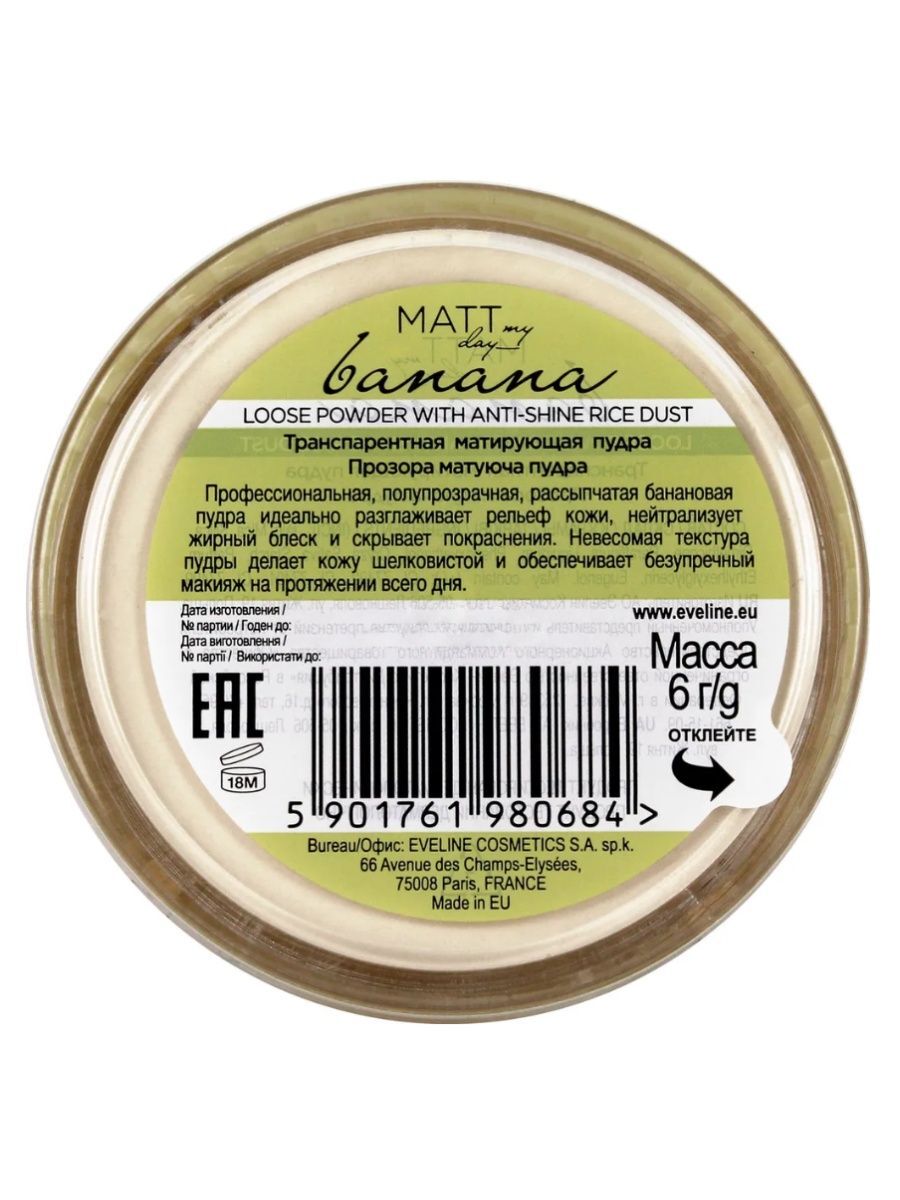 MATT my day
banana
LOOSE POWDER WITH ANTI-SHINE RICE DUST
Транспарентная матирующая пудра
Прозора матуюча пудра
Профессиональная, полупрозрачная, рассыпчатая банановая
пудра идеально разглаживает рельеф кожи, нейтрализует
жирный блеск и скрывает покраснения. Невесомая текстура
пудры делает кожу шелковистой и обеспечивает безупречный
макияж на протяжении всего дня.
Дата изготовления /
№ партии / Годен до:
Дата виготовлення /
№ партії / Використати до:
www.eveline.eu
Масса
6 г/g
ОТКЛЕЙТЕ
EAC
18M
5 901761 980684 >
Bureau/Офис: EVELINE COSMETICS S.A. sp.k.
66 Avenue des Champs-Elysées,
75008 Paris, FRANCE
Made in EU